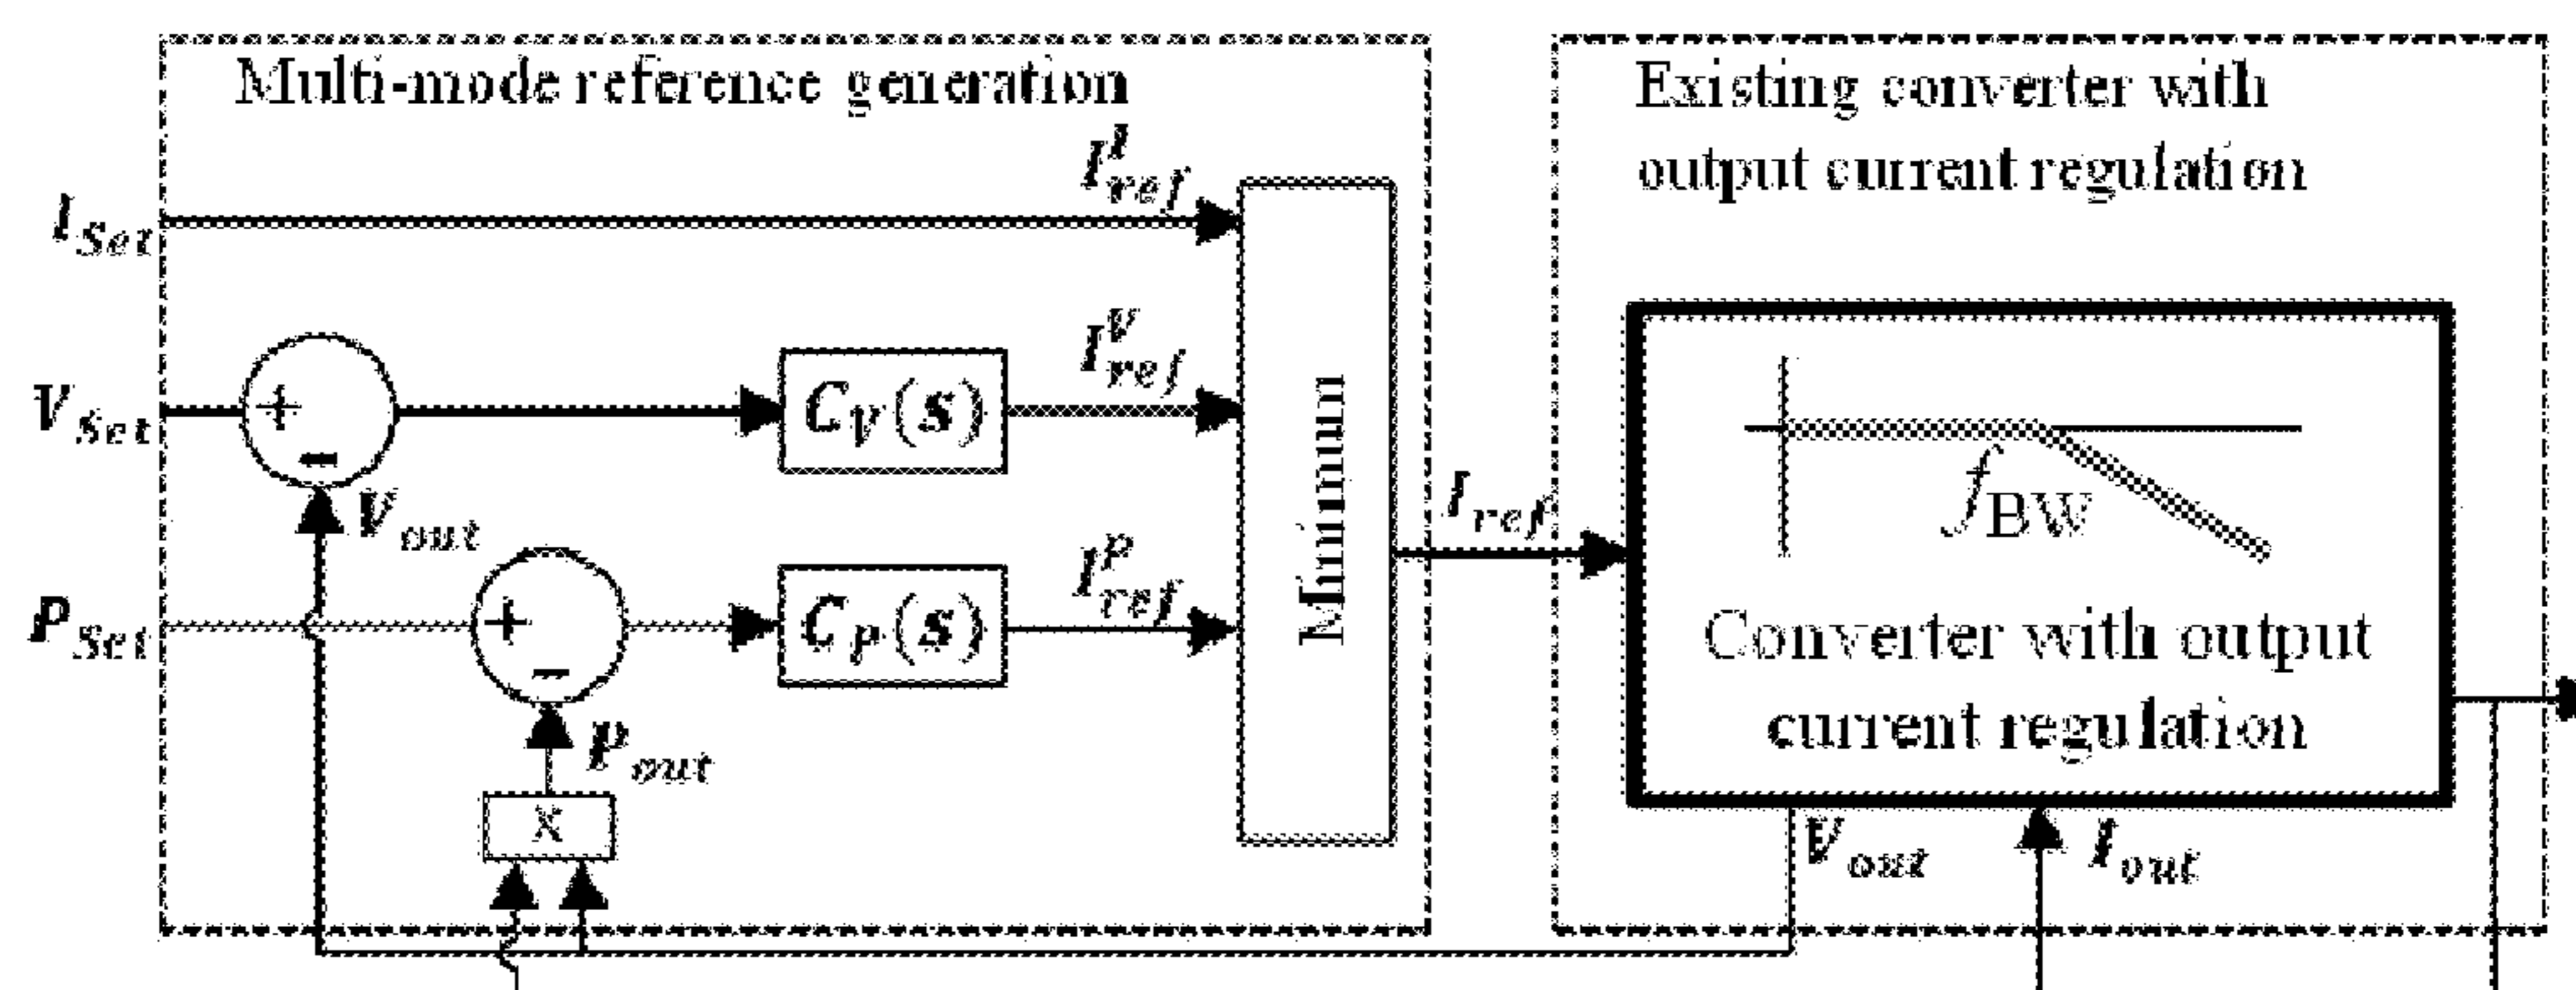 Multi-mode reference generation
Existing converter with
output current regulation
I_Set
I^I_ref
V_Set
+
−
V_out
C_V(s)
I^V_ref
P_Set
+
−
P_out
C_P(s)
I^P_ref
X
Minimum
I_ref
f_BW
Converter with output
current regulation
V_out
I_out